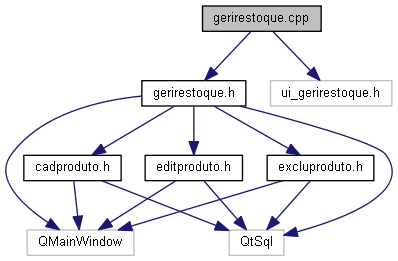 gerirestoque.cpp
gerirestoque.h
ui_gerirestoque.h
cadproduto.h
editproduto.h
excluproduto.h
QMainWindow
QtSql